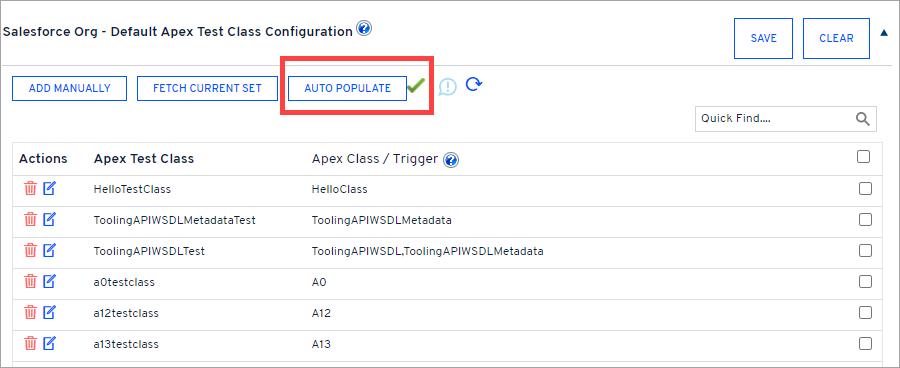 Salesforce Org - Default Apex Test Class Configuration ?
SAVE
CLEAR
ADD MANUALLY
FETCH CURRENT SET
AUTO POPULATE
Quick Find....
Actions Apex Test Class Apex Class / Trigger ?
HelloTestClass HelloClass
ToolingAPIWSDLMetadataTest ToolingAPIWSDLMetadata
ToolingAPIWSDLTest ToolingAPIWSDL,ToolingAPIWSDLMetadata
a0testclass A0
a12testclass A12
a13testclass A13